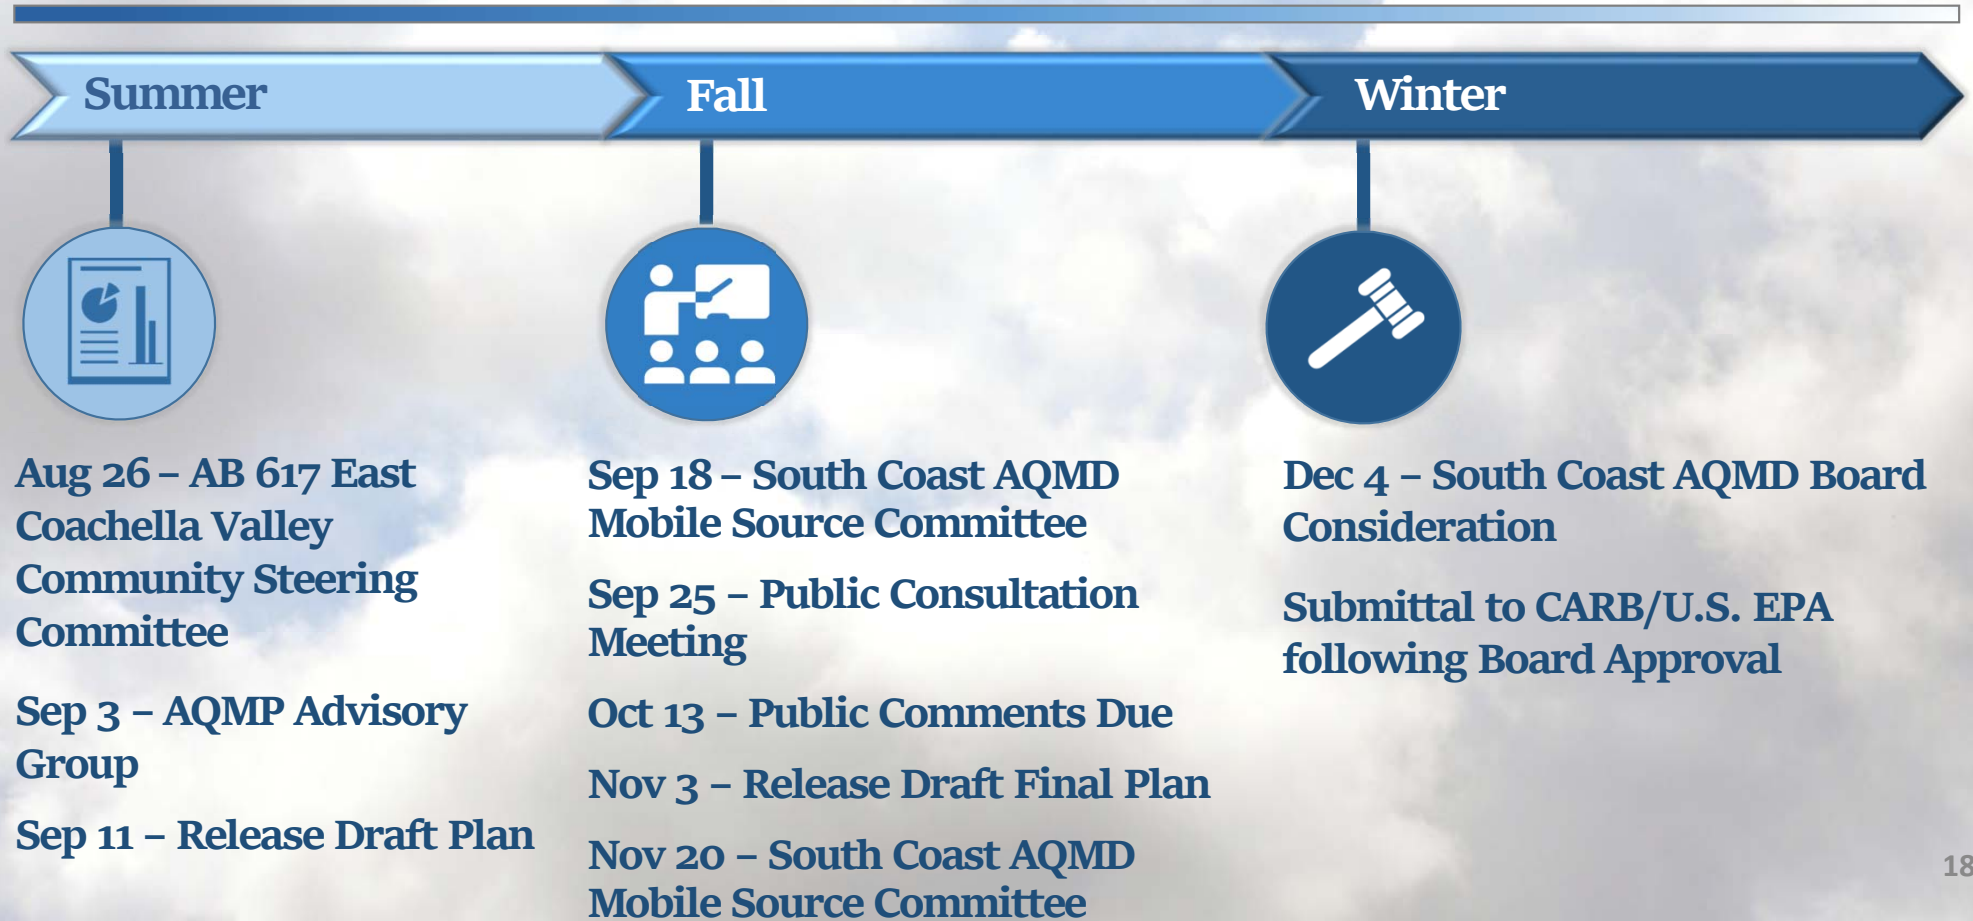 Summer
Fall
Winter
Aug 26 – AB 617 East
Coachella Valley
Community Steering
Committee
Sep 3 – AQMP Advisory
Group
Sep 11 – Release Draft Plan
Sep 18 – South Coast AQMD
Mobile Source Committee
Sep 25 – Public Consultation
Meeting
Oct 13 – Public Comments Due
Nov 3 – Release Draft Final Plan
Nov 20 – South Coast AQMD
Mobile Source Committee
Dec 4 – South Coast AQMD Board
Consideration
Submittal to CARB/U.S. EPA
following Board Approval
18